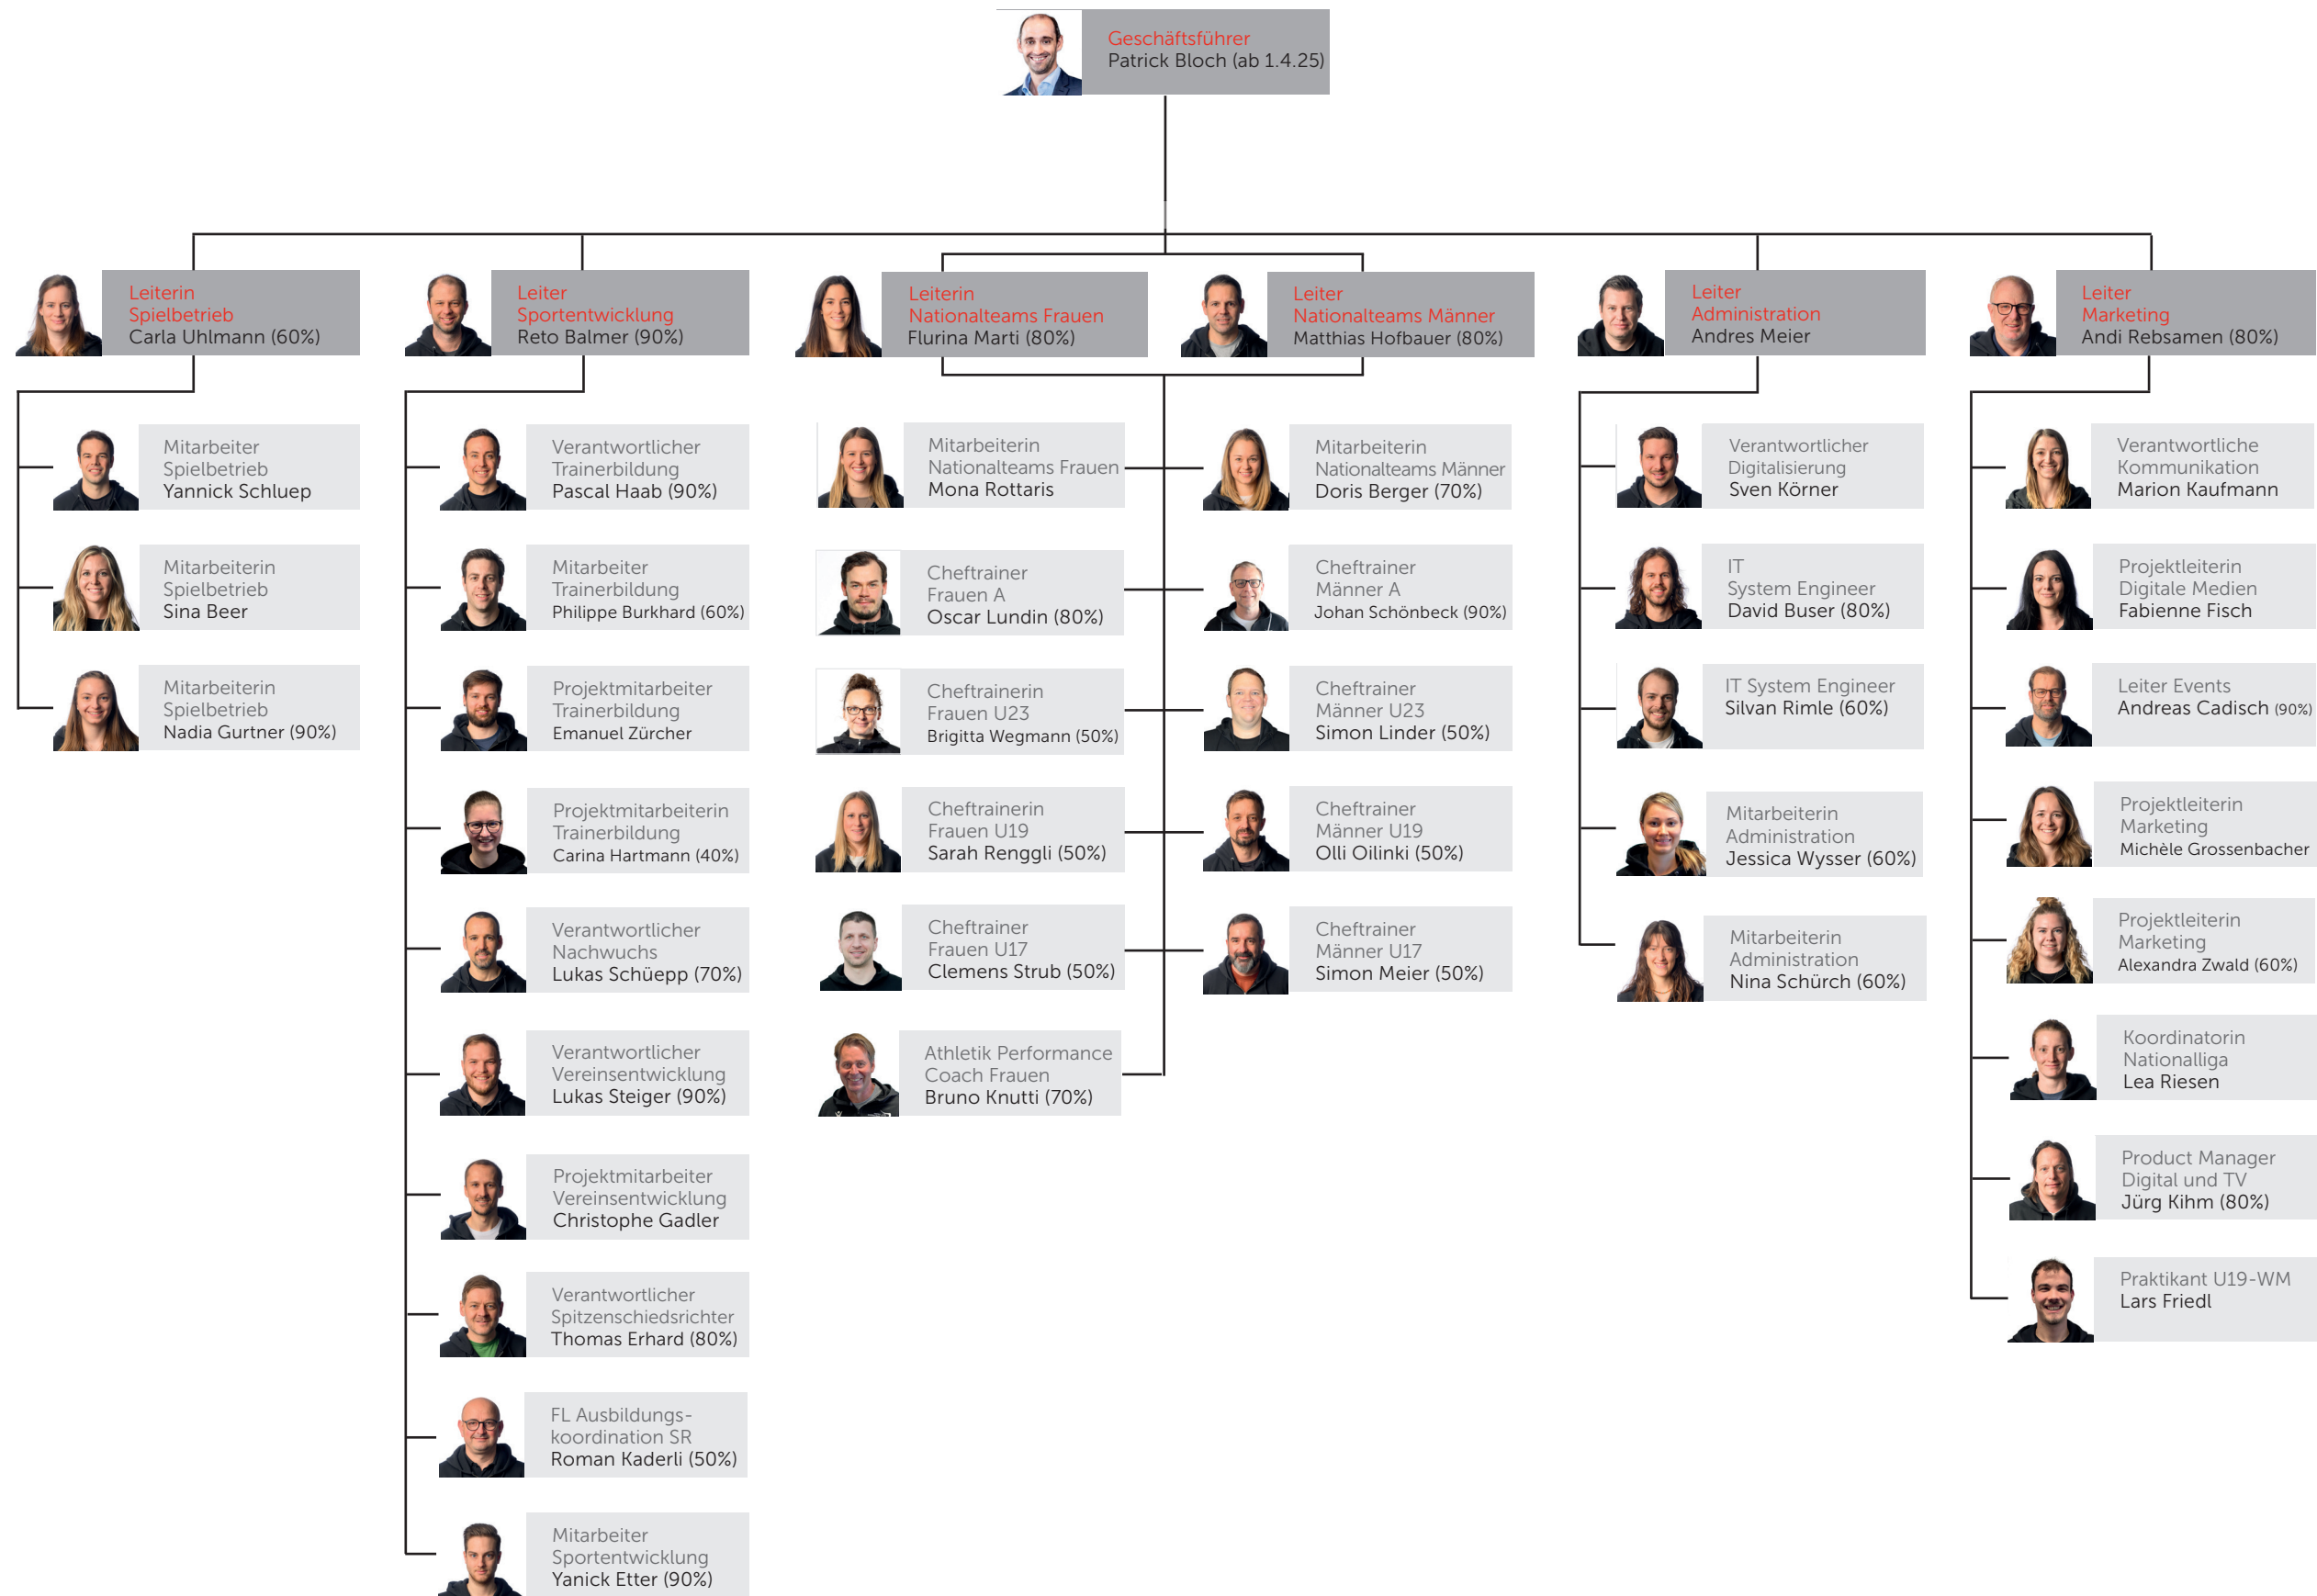 Geschäftsführer
Patrick Bloch (ab 1.4.25)
Leiterin
Spielbetrieb
Carla Uhlmann (60%)
Leiter
Sportentwicklung
Reto Balmer (90%)
Leiterin
Nationalteams Frauen
Flurina Marti (80%)
Leiter
Nationalteams Männer
Matthias Hofbauer (80%)
Leiter
Administration
Andres Meier
Leiter
Marketing
Andi Rebsamen (80%)
Mitarbeiter
Spielbetrieb
Yannick Schluep
Mitarbeiterin
Spielbetrieb
Sina Beer
Mitarbeiterin
Spielbetrieb
Nadia Gurtner (90%)
Verantwortlicher
Trainerbildung
Pascal Haab (90%)
Mitarbeiter
Trainerbildung
Philippe Burkhard (60%)
Projektmitarbeiter
Trainerbildung
Emanuel Zürcher
Projektmitarbeiterin
Trainerbildung
Carina Hartmann (40%)
Verantwortlicher
Nachwuchs
Lukas Schüepp (70%)
Verantwortlicher
Vereinsentwicklung
Lukas Steiger (90%)
Projektmitarbeiter
Vereinsentwicklung
Christophe Gadler
Verantwortlicher
Spitzenschiedsrichter
Thomas Erhard (80%)
FL Ausbildungs-
koordination SR
Roman Kaderli (50%)
Mitarbeiter
Sportentwicklung
Yanick Etter (90%)
Mitarbeiterin
Nationalteams Frauen
Mona Rottaris
Cheftrainer
Frauen A
Oscar Lundin (80%)
Cheftrainerin
Frauen U23
Brigitta Wegmann (50%)
Cheftrainerin
Frauen U19
Sarah Renggli (50%)
Cheftrainer
Frauen U17
Clemens Strub (50%)
Athletik Performance
Coach Frauen
Bruno Knutti (70%)
Mitarbeiterin
Nationalteams Männer
Doris Berger (70%)
Cheftrainer
Männer A
Johan Schönbeck (90%)
Cheftrainer
Männer U23
Simon Linder (50%)
Cheftrainer
Männer U19
Olli Oilinki (50%)
Cheftrainer
Männer U17
Simon Meier (50%)
Verantwortlicher
Digitalisierung
Sven Körner
IT
System Engineer
David Buser (80%)
IT System Engineer
Silvan Rimle (60%)
Mitarbeiterin
Administration
Jessica Wysser (60%)
Mitarbeiterin
Administration
Nina Schürch (60%)
Verantwortliche
Kommunikation
Marion Kaufmann
Projektleiterin
Digitale Medien
Fabienne Fisch
Leiter Events
Andreas Cadisch (90%)
Projektleiterin
Marketing
Michèle Grossenbacher
Projektleiterin
Marketing
Alexandra Zwald (60%)
Koordinatorin
Nationalliga
Lea Riesen
Product Manager
Digital und TV
Jürg Kihm (80%)
Praktikant U19-WM
Lars Friedl